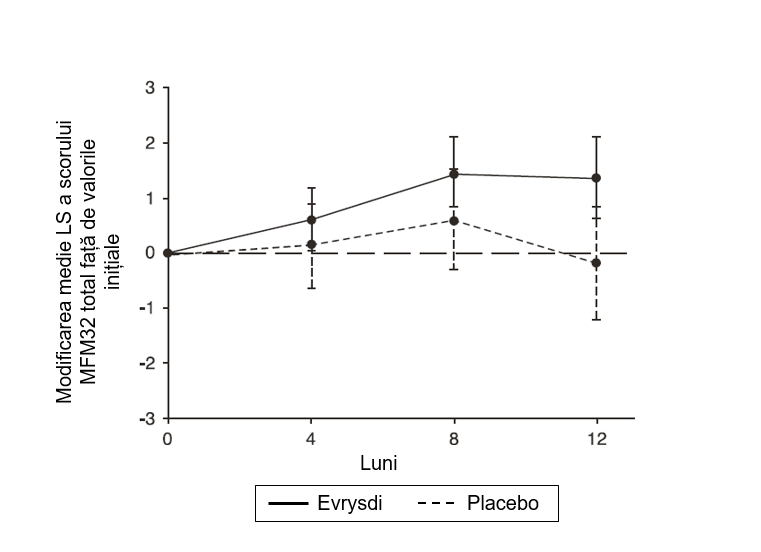 Modificarea medie LS a scorului
MFM32 total față de valorile
inițiale
3
2
1
0
-1
-2
-3
0 4 8 12
Luni
Evrysdi Placebo